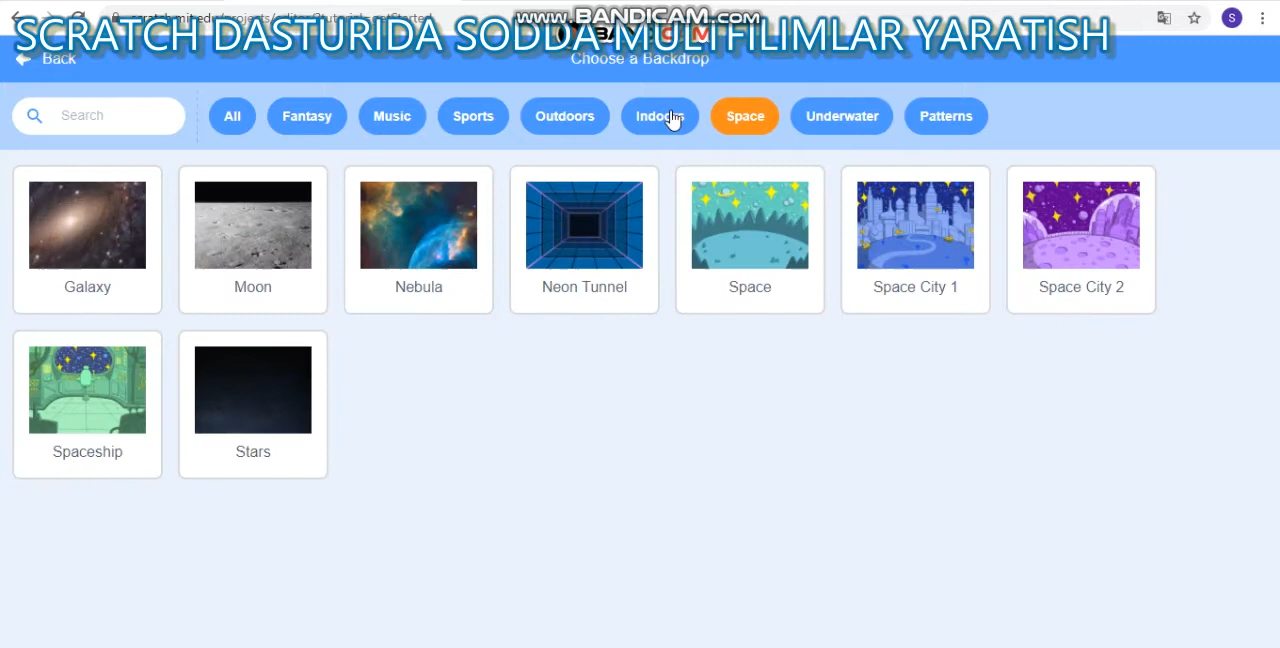 www.BANDICAM.com
SCRATCH DASTURIDA SODDA MULTFILIMLAR YARATISH
Back
Choose a Backdrop
Search
All
Fantasy
Music
Sports
Outdoors
Indoors
Space
Underwater
Patterns
Galaxy
Moon
Nebula
Neon Tunnel
Space
Space City 1
Space City 2
Spaceship
Stars
S